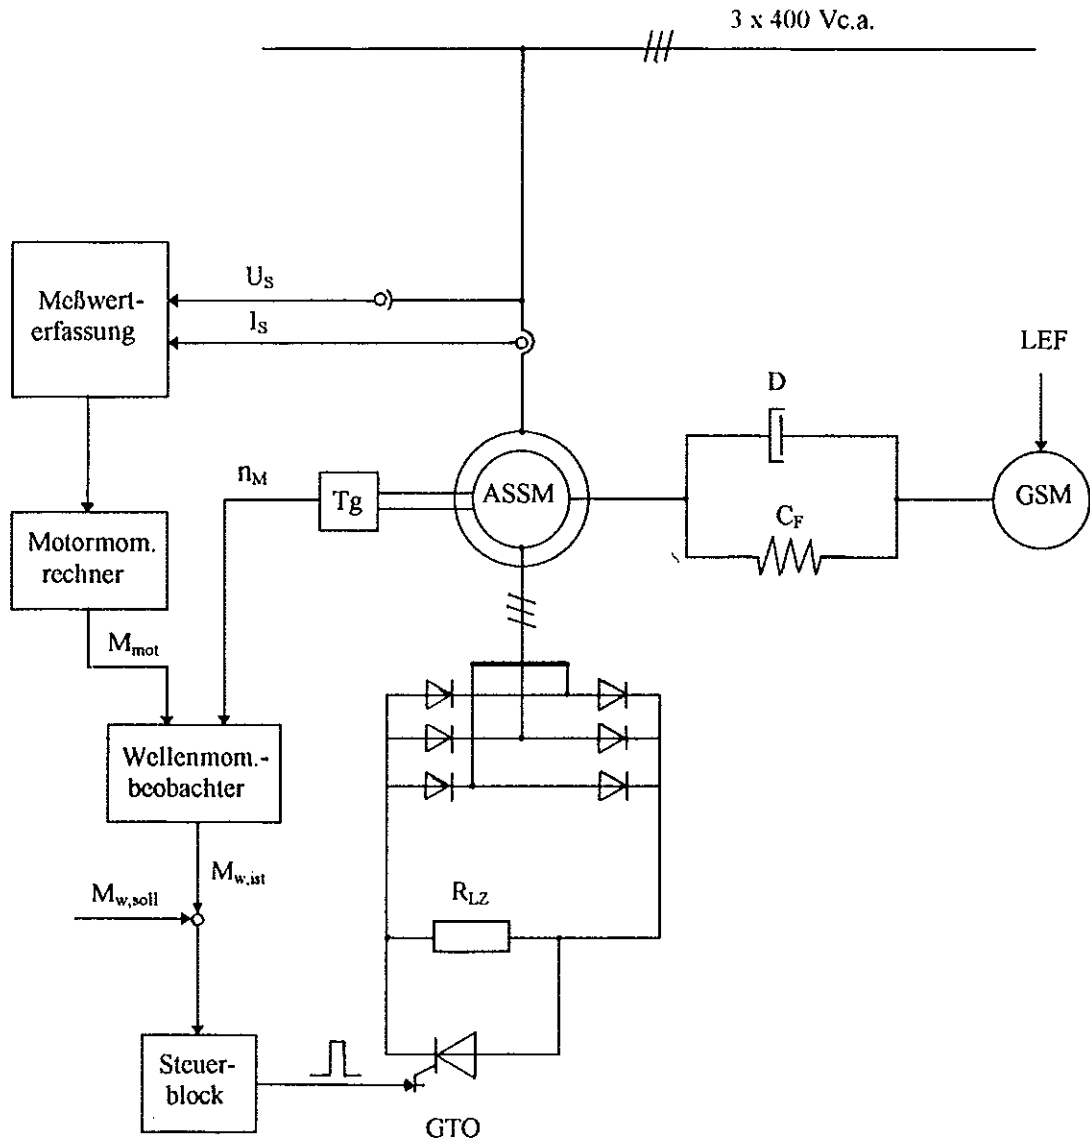 3 x 400 Vc.a.
Meßwert-
erfassung
U_S
I_S
LEF
D
n_M
Tg
ASSM
C_F
GSM
Motormom.
rechner
M_mot
Wellenmom.-
beobachter
M_w,ist
M_w,soll
R_LZ
Steuer-
block
GTO